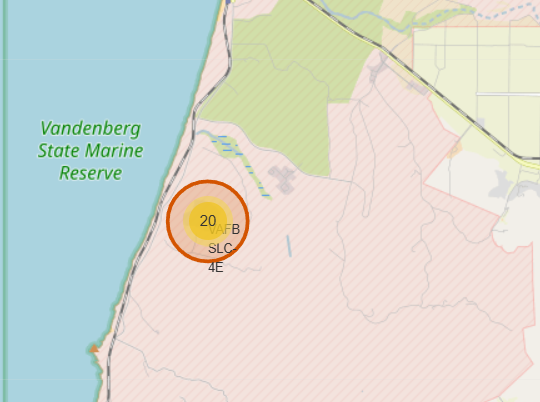 Vandenberg
State Marine
Reserve
20
VAFB
SLC-
4E